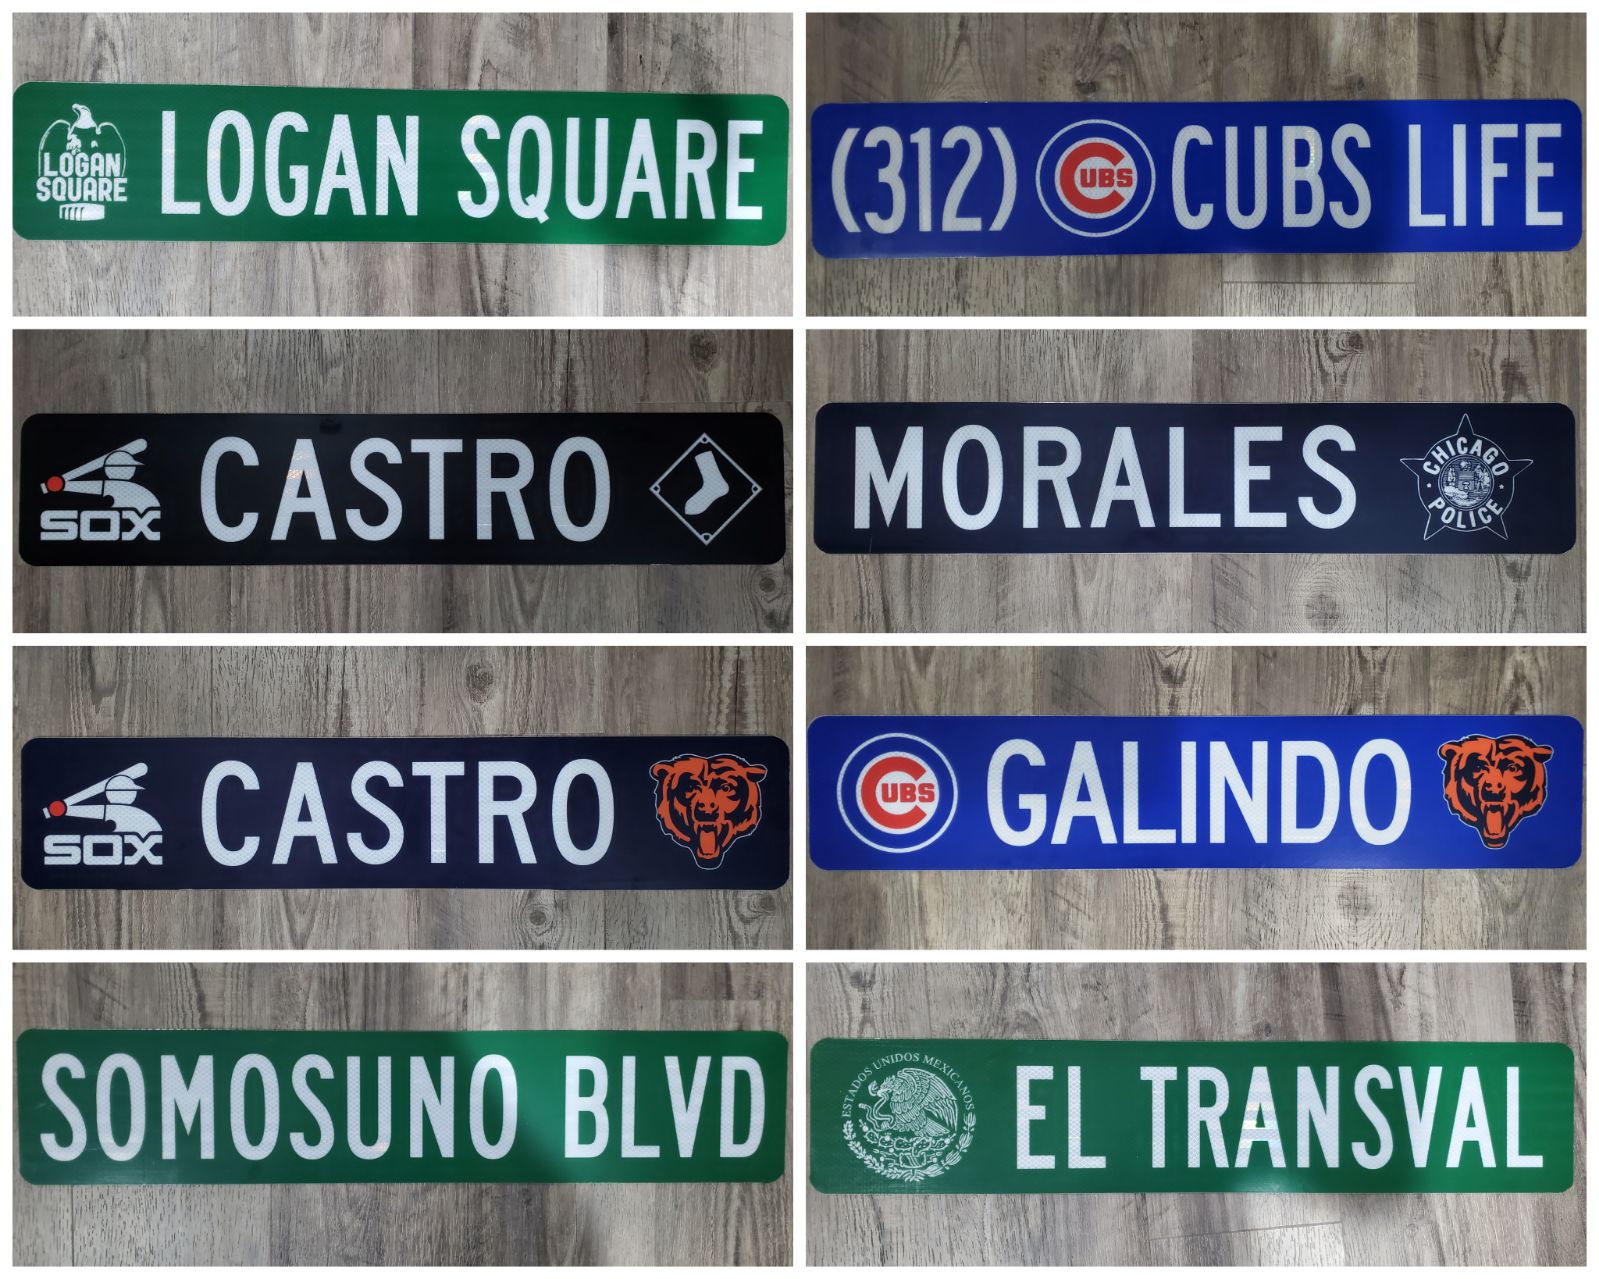 LOGAN
SQUARE
LOGAN SQUARE
(312) CUBS CUBS LIFE
SOX
CASTRO
MORALES
CHICAGO
POLICE
SOX
CASTRO
CUBS
GALINDO
SOMOSUNO BLVD
ESTADOS UNIDOS MEXICANOS
EL TRANSVAL